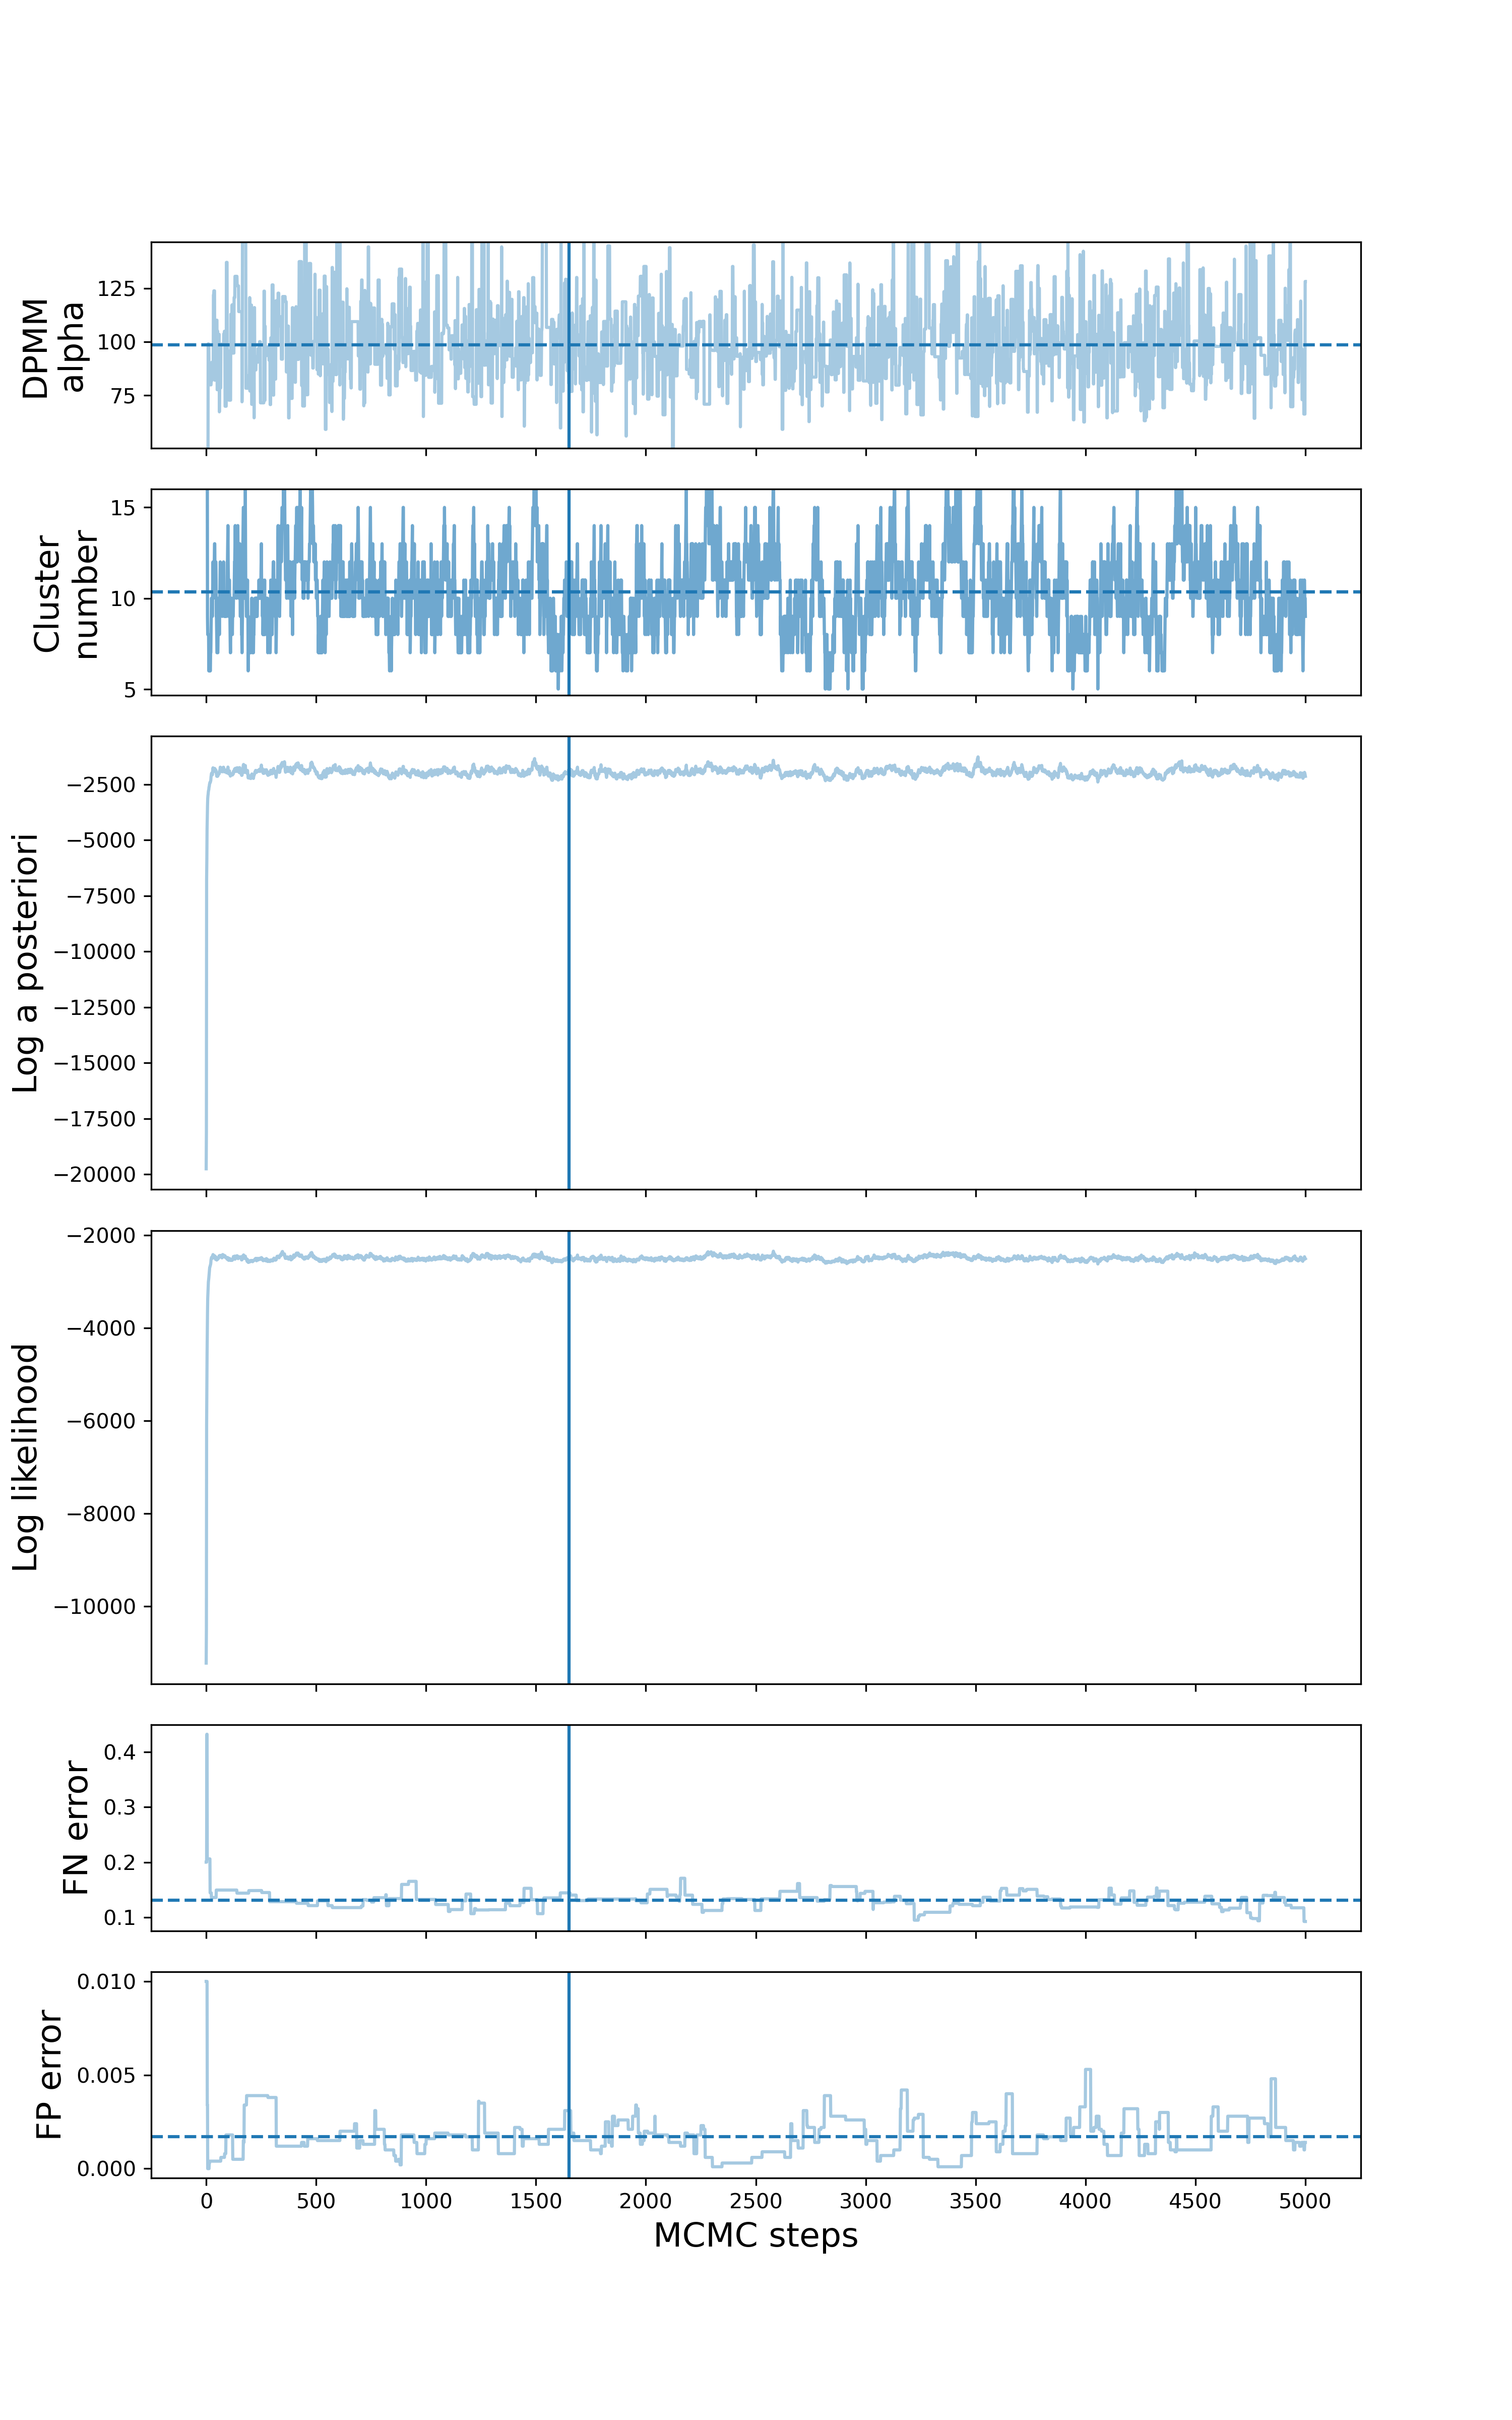 DPMM
alpha
125
100
75
Cluster
number
15
10
5
Log a posteriori
−2500
−5000
−7500
−10000
−12500
−15000
−17500
−20000
Log likelihood
−2000
−4000
−6000
−8000
−10000
FN error
0.4
0.3
0.2
0.1
FP error
0.010
0.005
0.000
0 500 1000 1500 2000 2500 3000 3500 4000 4500 5000
MCMC steps